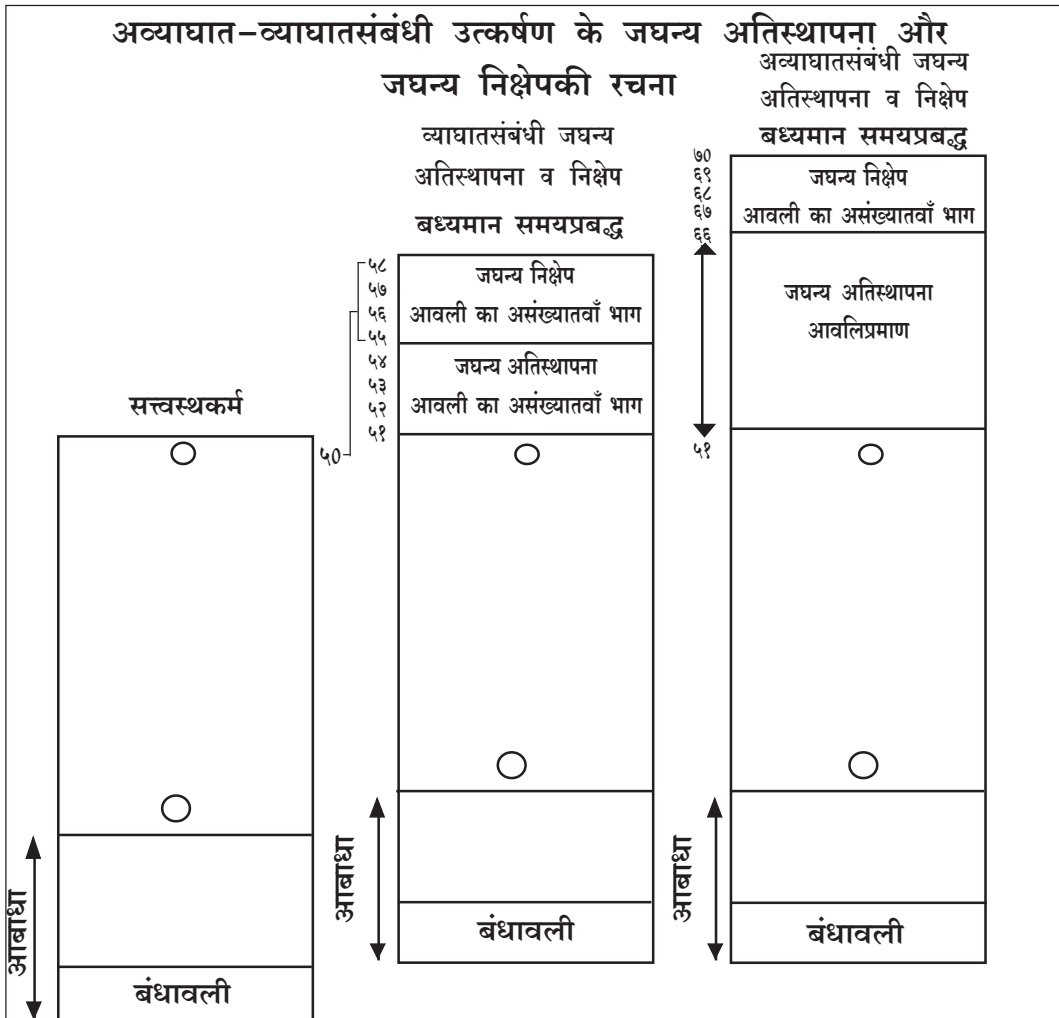 अव्याघात-व्याघातसंबंधी उत्कर्षण के जघन्य अतिस्थापना और
जघन्य निक्षेपकी रचना
व्याघातसंबंधी जघन्य
अतिस्थापना व निक्षेप
बध्यमान समयप्रबद्ध
५८
५७
५६
५५
५४
५३
५२
५१
५०
जघन्य निक्षेप
आवली का असंख्यातवाँ भाग
जघन्य अतिस्थापना
आवली का असंख्यातवाँ भाग
अव्याघातसंबंधी जघन्य
अतिस्थापना व निक्षेप
बध्यमान समयप्रबद्ध
७०
६९
६८
६७
६६
५१
जघन्य निक्षेप
आवली का असंख्यातवाँ भाग
जघन्य अतिस्थापना
आवलिप्रमाण
सत्त्वस्थकर्म
आबाधा
बंधावली
आबाधा
बंधावली
आबाधा
बंधावली